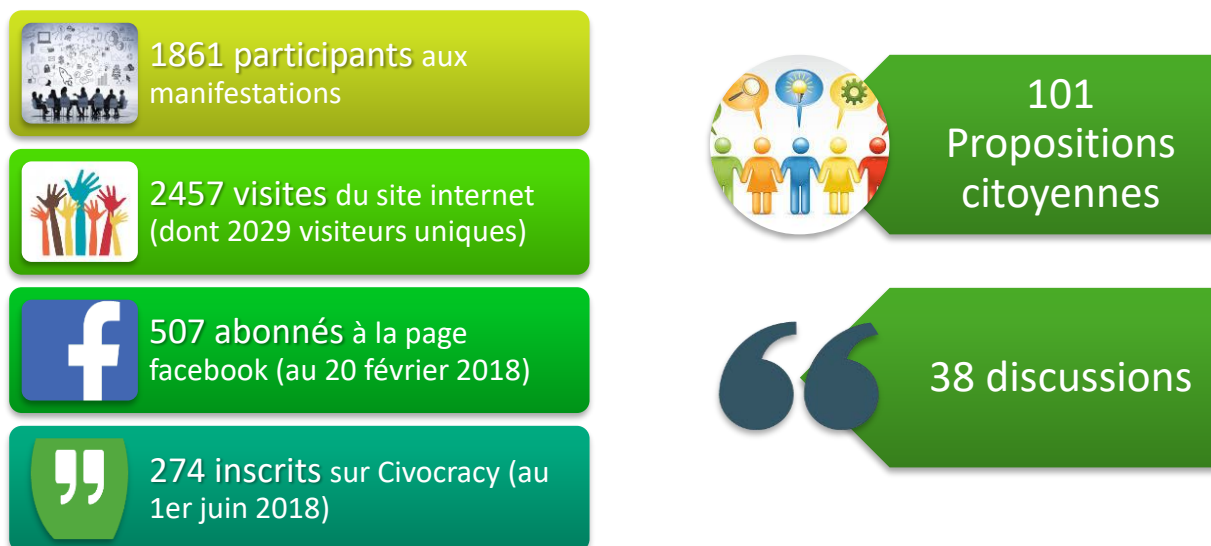 1861 participants aux
manifestations
2457 visites du site internet
(dont 2029 visiteurs uniques)
507 abonnés à la page
facebook (au 20 février 2018)
274 inscrits sur Civocracy (au
1er juin 2018)
101
Propositions
citoyennes
38 discussions